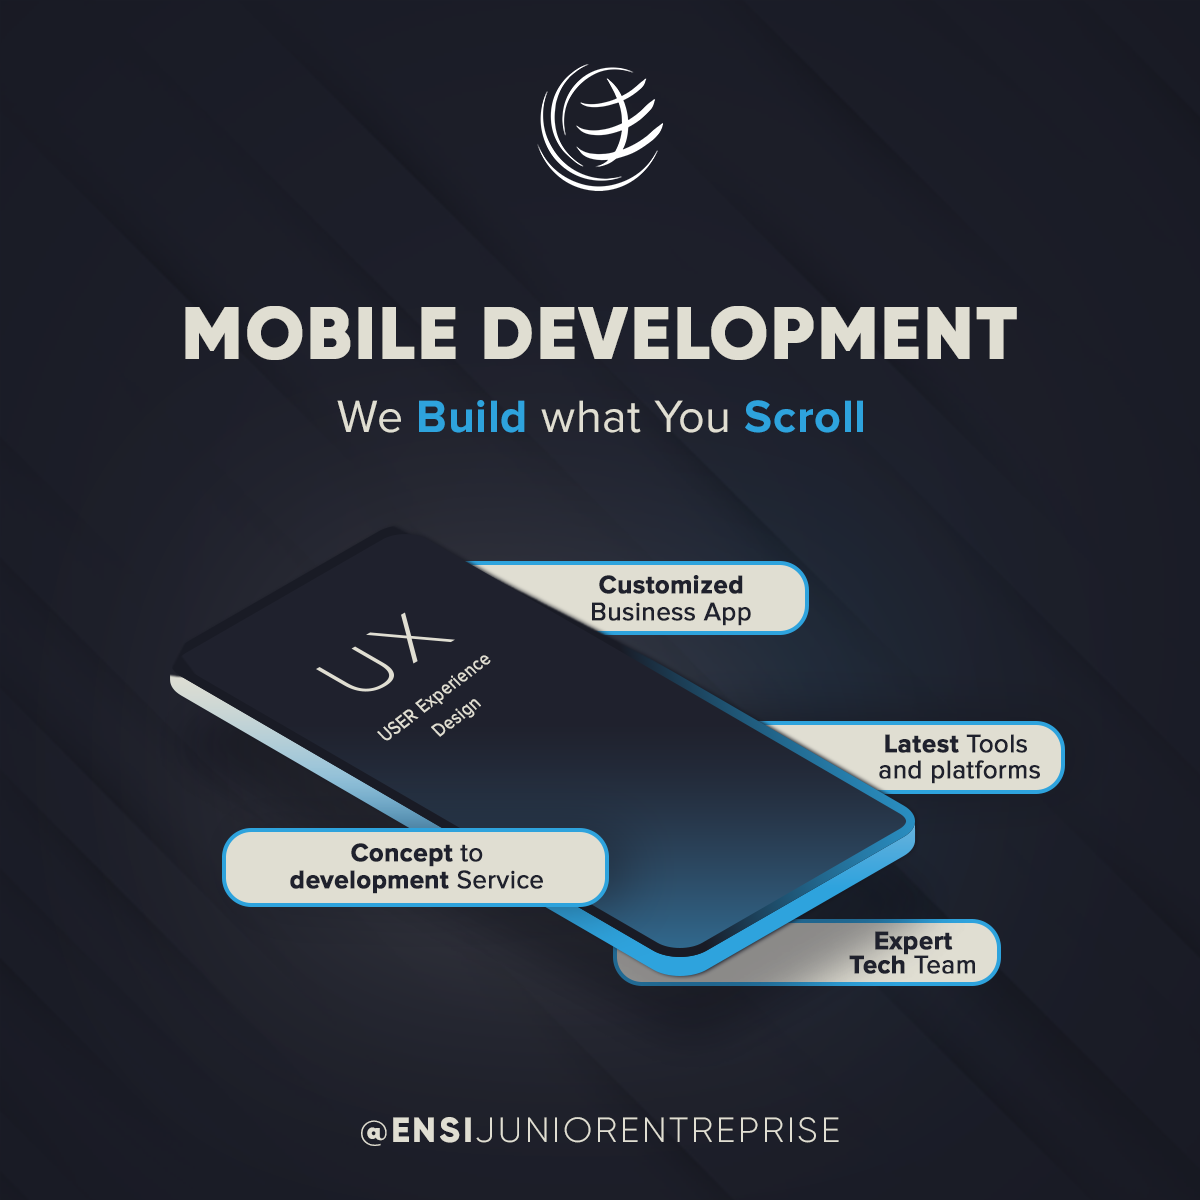 MOBILE DEVELOPMENT
We Build what You Scroll
Customized
Business App
UX
USER Experience
Design
Latest Tools
and platforms
Concept to
development Service
Expert
Tech Team
@ENSIJUNIORENTREPRISE